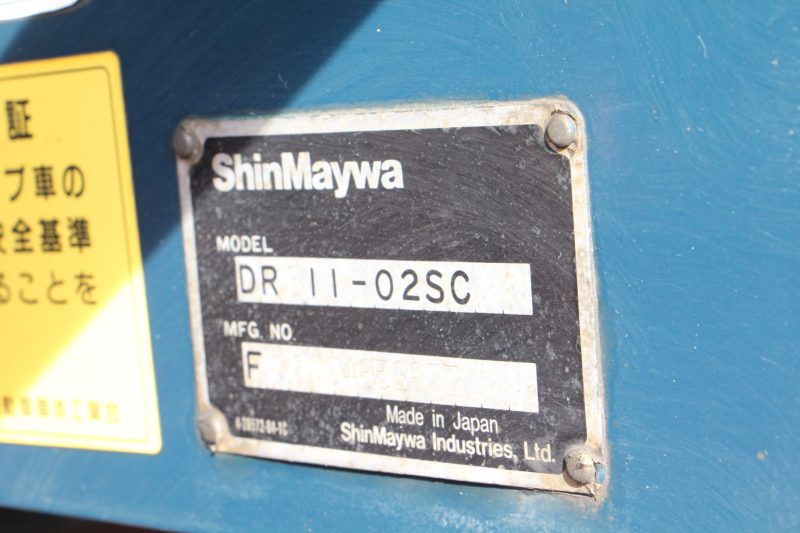 証
プ車の
安全基準
ることを
ShinMaywa
MODEL
DR 11-02SC
MFG. NO.
F
Made in Japan
ShinMaywa Industries, Ltd.